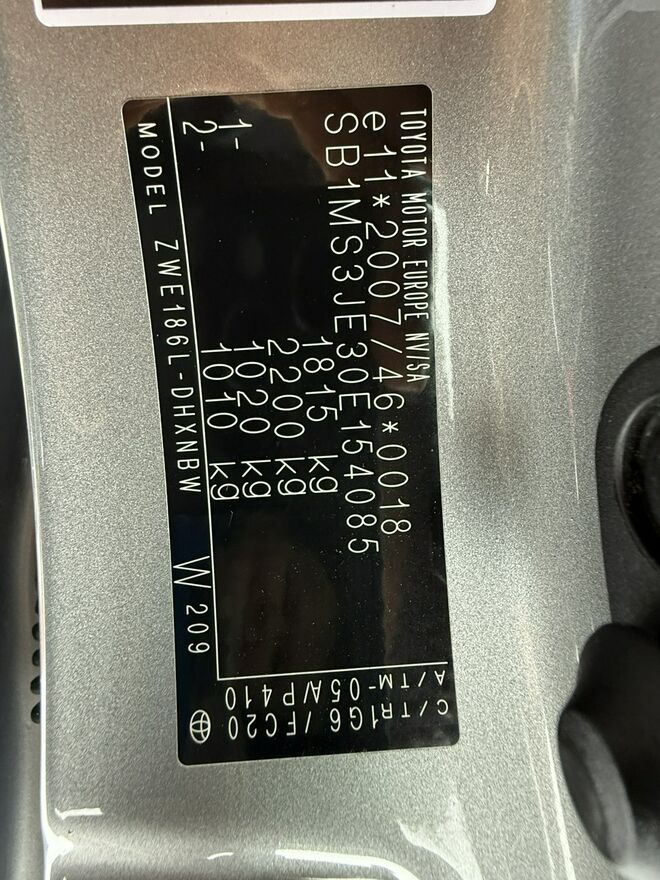 TOYOTA MOTOR EUROPE NV/SA
e11*2007/46*0018
SB1MS3JE30E154085
1815 kg
2200 kg
1- 1020 kg
2- 1010 kg
MODEL ZWE186L-DHXNBW W 209
C/TR1G6 /FC20
A/TM-05A/P410